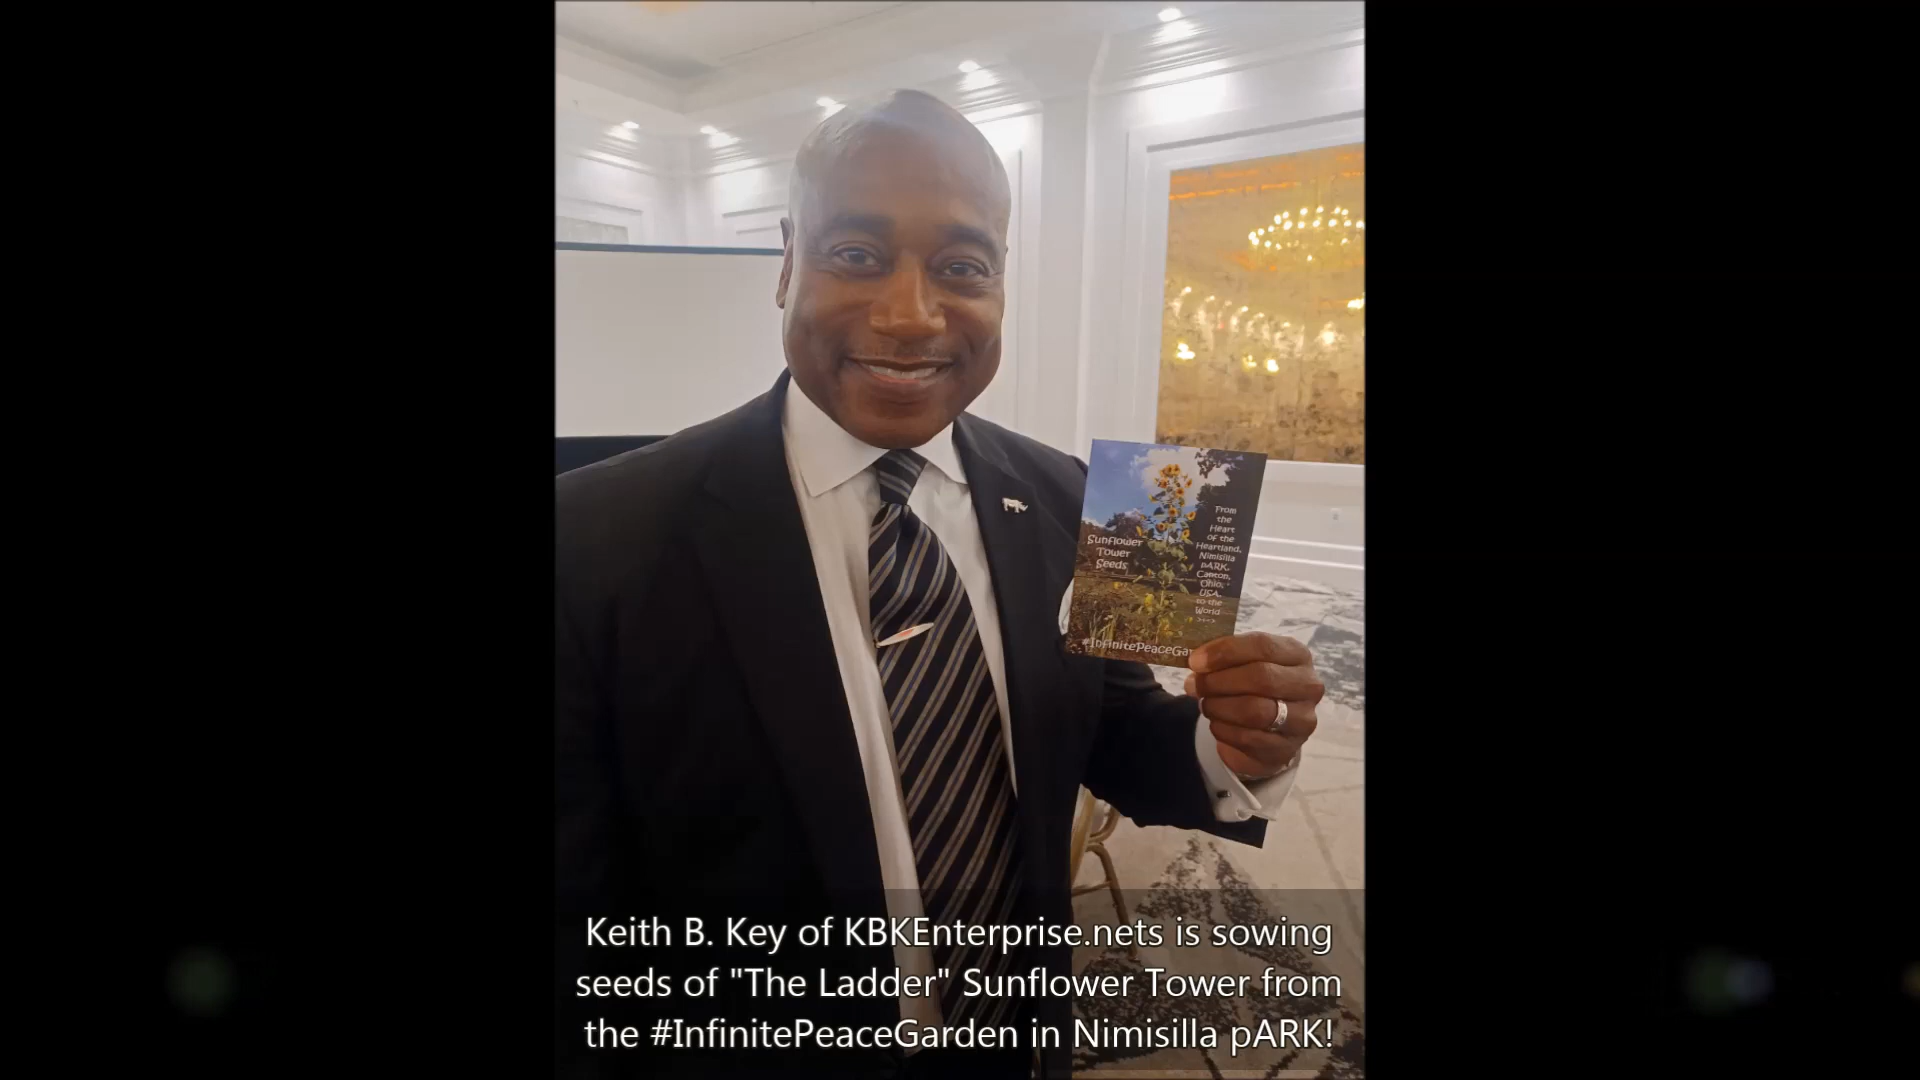 Sunflower
Tower
Seeds
From
the
Heart
of the
Heartland,
Nimisilla
pARK,
Canton,
Ohio,
USA,
to the
World
>>-->
#InfinitePeaceGar
Keith B. Key of KBKEnterprise.nets is sowing
seeds of "The Ladder" Sunflower Tower from
the #InfinitePeaceGarden in Nimisilla pARK!